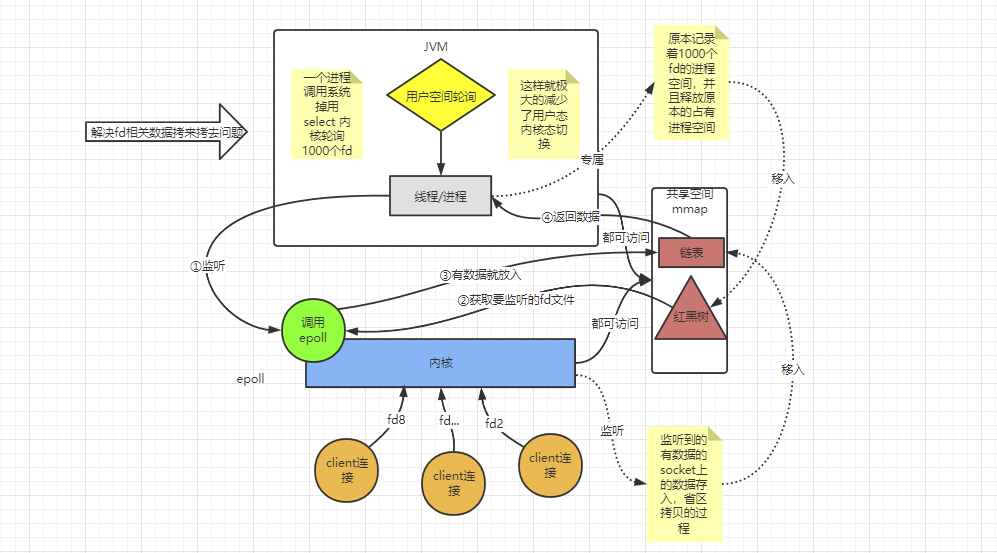 JVM
一个进程
调用系统
掉用
select 内
核轮询
1000个fd
用户空间轮询
这样就极
大的减少
了用户态
内核态切
换
原本记录
着1000个
fd的进程
空间，并
且释放原
本的占有
进程空间
解决fd相关数据拷来拷去问题
专属
线程/进程
移入
共享空间
mmap
④返回数据
都可访问
链表
①监听
③有数据就放入
②获取要监听的fd文件
红黑树
调用
epoll
都可访问
内核
epoll
移入
fd8
fd...
fd2
监听
client连
接
client连
接
client连
接
监听到的
有数据的
socket上
的数据存
入，省区
拷贝的过
程